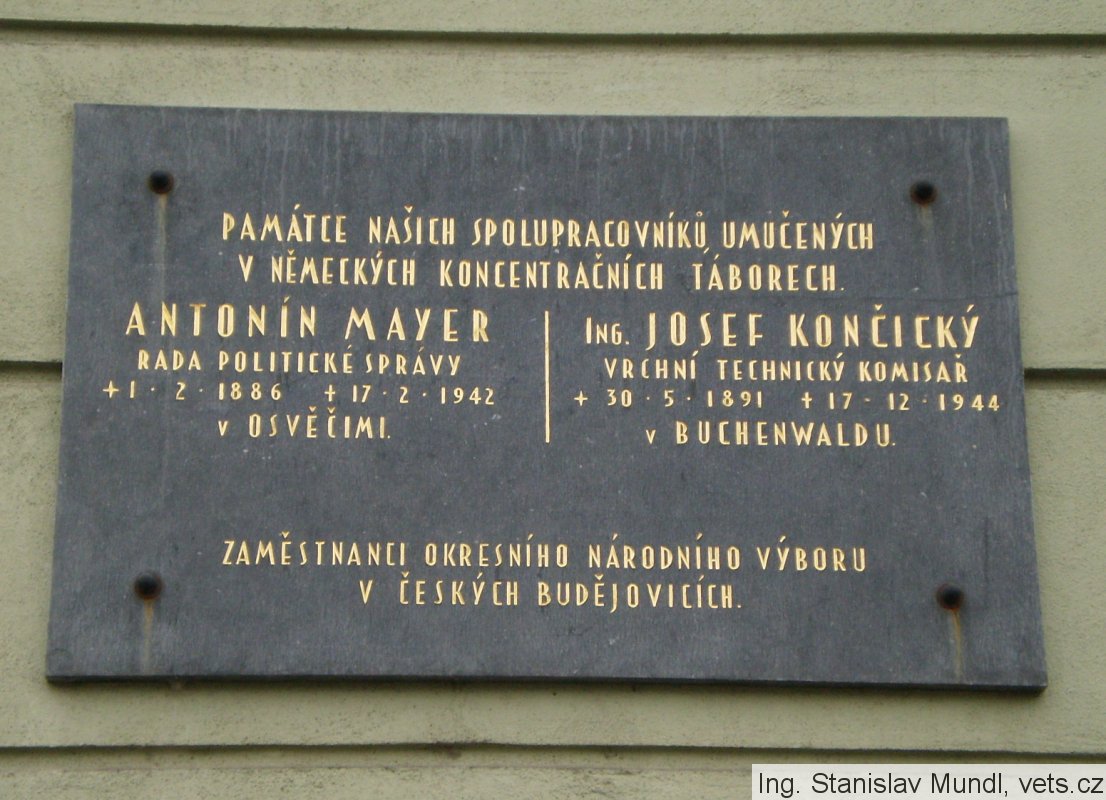 PAMÁTCE NAŠICH SPOLUPRACOVNÍKŮ UMUČENÝCH
V NĚMECKÝCH KONCENTRAČNÍCH TÁBORECH.
ANTONÍN MAYER
RADA POLITICKÉ SPRÁVY
+ 1 · 2 · 1886 † 17 · 2 · 1942
V OSVĚČIMI.
ING. JOSEF KONČICKÝ
VRCHNÍ TECHNICKÝ KOMISAŘ
+ 30 · 5 · 1891 † 17 · 12 · 1944
V BUCHENWALDU.
ZAMĚSTNANCI OKRESNÍHO NÁRODNÍHO VÝBORU
V ČESKÝCH BUDĚJOVICÍCH.
Ing. Stanislav Mundl, vets.cz